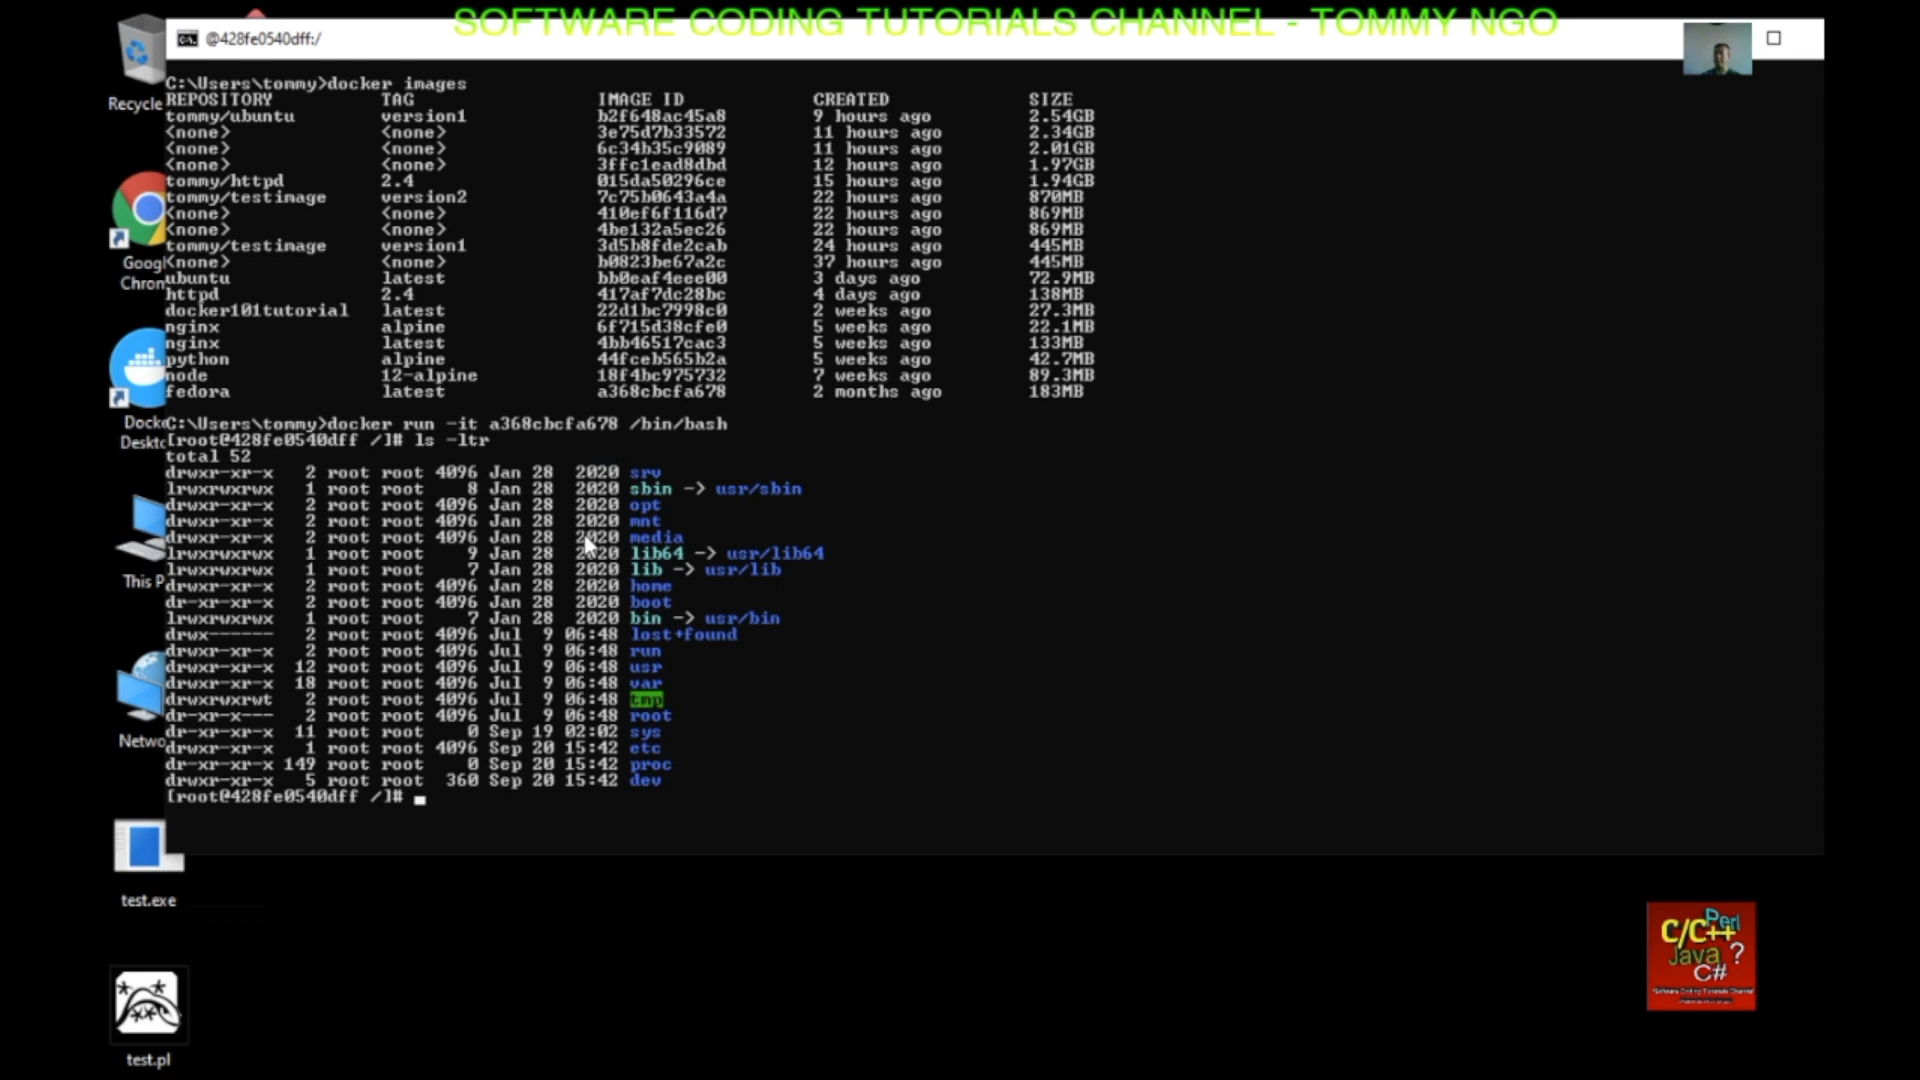 SOFTWARE CODING TUTORIALS CHANNEL - TOMMY NGO
@428fe0540dff:/
C:\Users\tommy>docker images
REPOSITORY TAG IMAGE ID CREATED SIZE
tommy/ubuntu version1 b2f648ac45a8 9 hours ago 2.54GB
<none> <none> 3e75d7b33572 11 hours ago 2.34GB
<none> <none> 6c34b35c9089 11 hours ago 2.01GB
<none> <none> 3ffc1ead8dbd 12 hours ago 1.97GB
tommy/httpd 2.4 015da50296ce 15 hours ago 1.94GB
tommy/testimage version2 7c75b0643a4a 22 hours ago 870MB
<none> <none> 410ef6f116d7 22 hours ago 869MB
<none> <none> 4be132a5ec26 22 hours ago 869MB
tommy/testimage version1 3d5b8fde2cab 24 hours ago 445MB
<none> <none> b0823be67a2c 37 hours ago 445MB
ubuntu latest bb0eaf4eee00 3 days ago 72.9MB
httpd 2.4 417af7dc28bc 4 days ago 138MB
docker101tutorial latest 22d1bc7998c0 2 weeks ago 27.3MB
nginx alpine 6f715d38cfe0 5 weeks ago 22.1MB
nginx latest 4bb46517cac3 5 weeks ago 133MB
python alpine 44fceb565b2a 5 weeks ago 42.7MB
node 12-alpine 18f4bc975732 7 weeks ago 89.3MB
fedora latest a368cbcfa678 2 months ago 183MB
C:\Users\tommy>docker run -it a368cbcfa678 /bin/bash
[root@428fe0540dff /]# ls -ltr
total 52
drwxr-xr-x 2 root root 4096 Jan 28 2020 srv
lrwxrwxrwx 1 root root 8 Jan 28 2020 sbin -> usr/sbin
drwxr-xr-x 2 root root 4096 Jan 28 2020 opt
drwxr-xr-x 2 root root 4096 Jan 28 2020 mnt
drwxr-xr-x 2 root root 4096 Jan 28 2020 media
lrwxrwxrwx 1 root root 9 Jan 28 2020 lib64 -> usr/lib64
lrwxrwxrwx 1 root root 7 Jan 28 2020 lib -> usr/lib
drwxr-xr-x 2 root root 4096 Jan 28 2020 home
dr-xr-xr-x 2 root root 4096 Jan 28 2020 boot
lrwxrwxrwx 1 root root 7 Jan 28 2020 bin -> usr/bin
drwx------ 2 root root 4096 Jul 9 06:48 lost+found
drwxr-xr-x 2 root root 4096 Jul 9 06:48 run
drwxr-xr-x 12 root root 4096 Jul 9 06:48 usr
drwxr-xr-x 18 root root 4096 Jul 9 06:48 var
drwxrwxrwt 2 root root 4096 Jul 9 06:48 tmp
dr-xr-x--- 2 root root 4096 Jul 9 06:48 root
dr-xr-xr-x 11 root root 0 Sep 19 02:02 sys
drwxr-xr-x 1 root root 4096 Sep 20 15:42 etc
dr-xr-xr-x 149 root root 0 Sep 20 15:42 proc
drwxr-xr-x 5 root root 360 Sep 20 15:42 dev
[root@428fe0540dff /]#
Recycle
Googl
Chrom
Docke
Deskto
This P
Netwo
test.exe
test.pl
Perl
C/C++
Java ?
C#
Software Coding Tutorials Channel